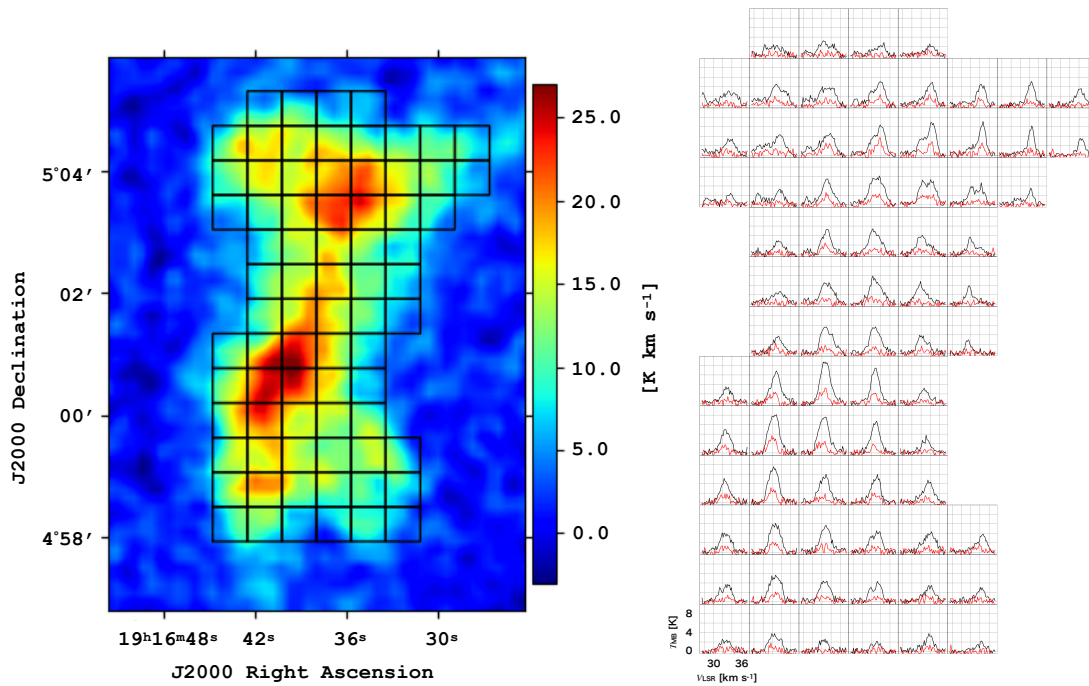 25.0
20.0
15.0
10.0
5.0
0.0
[K km s⁻¹]
5°04′
02′
00′
4°58′
J2000 Declination
19ʰ16ᵐ48ˢ 42ˢ 36ˢ 30ˢ
J2000 Right Ascension
8
4
0
TMB [K]
30 36
VLSR [km s⁻¹]